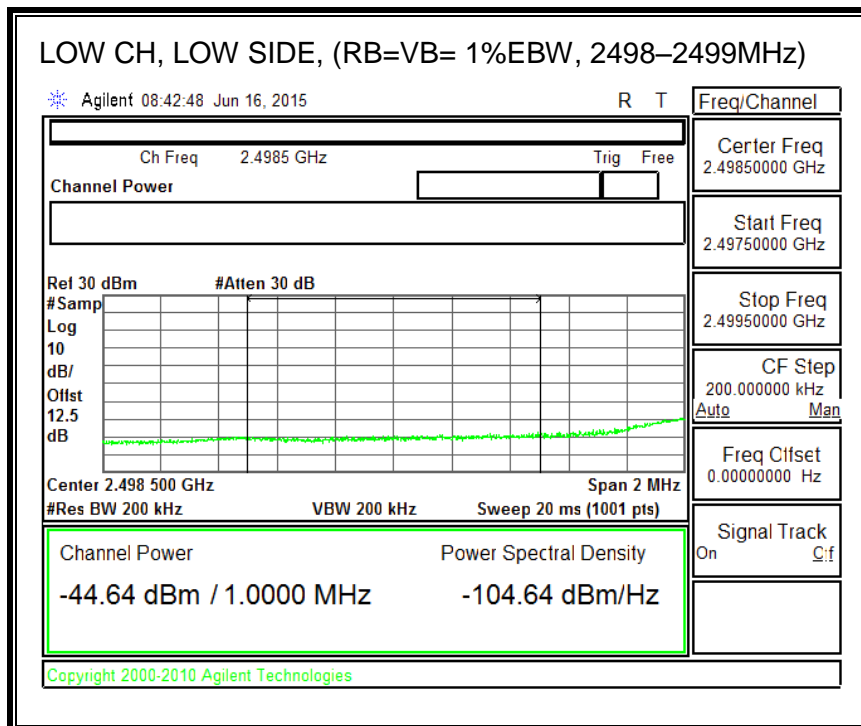 LOW CH, LOW SIDE, (RB=VB= 1%EBW, 2498–2499MHz)
Agilent 08:42:48 Jun 16, 2015 R T
Freq/Channel
Ch Freq 2.4985 GHz Trig Free
Channel Power
Center Freq
2.49850000 GHz
Start Freq
2.49750000 GHz
Stop Freq
2.49950000 GHz
CF Step
200.000000 kHz
Auto Man
Freq Offset
0.00000000 Hz
Signal Track
On Off
Ref 30 dBm #Atten 30 dB
#Samp
Log
10
dB/
Offst
12.5
dB
Center 2.498 500 GHz Span 2 MHz
#Res BW 200 kHz VBW 200 kHz Sweep 20 ms (1001 pts)
Channel Power Power Spectral Density
-44.64 dBm / 1.0000 MHz -104.64 dBm/Hz
Copyright 2000-2010 Agilent Technologies